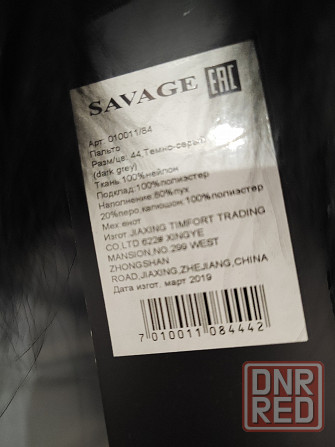 SAVAGE EAC
Арт: 010011/84
Пальто
Разм/цв: 44,Темно-серый
(dark grey)
Ткань:100%нейлон
Подклад:100%полиэстер
Наполнение:80%пух
20%перо,капюшон:100%полиэстер
Мех енот
Изгот.JIAXING TIMFORT TRADING
CO,LTD 622# XINGYE
MANSION,NO.299 WEST
ZHONGSHAN
ROAD,JIAXING,ZHEJIANG,CHINA
Дата изгот. март 2019
7 010011 084442
DNR
RED